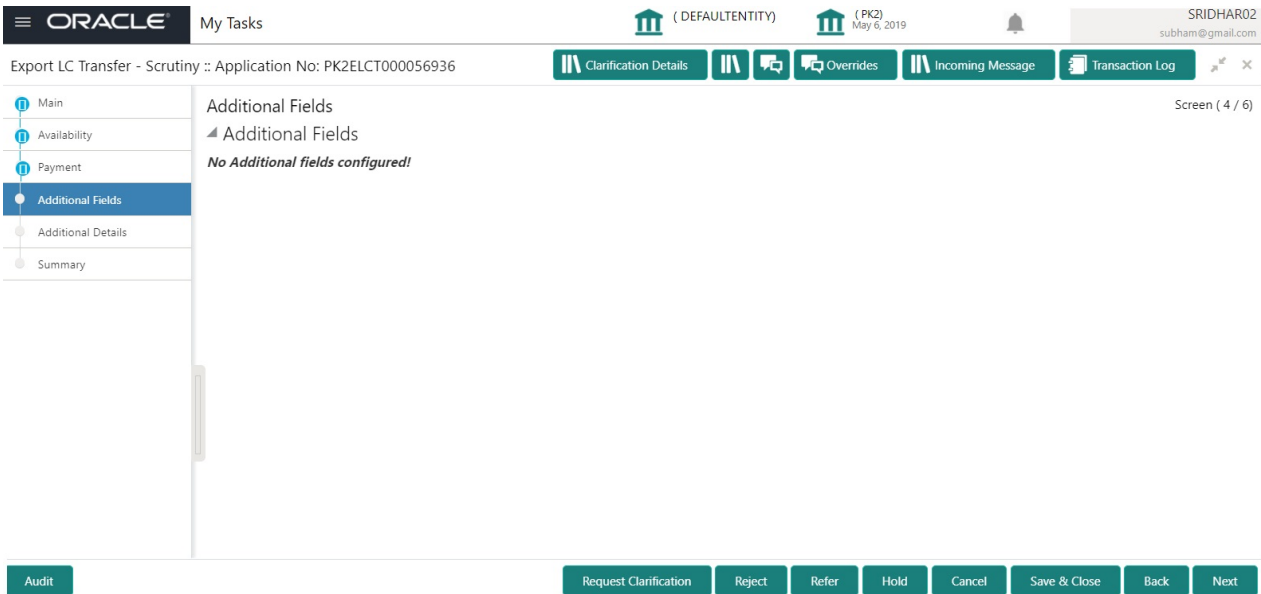 ORACLE®
My Tasks
( DEFAULTENTITY)
( PK2)
May 6, 2019
SRIDHAR02
subham@gmail.com
Export LC Transfer - Scrutiny :: Application No: PK2ELCT000056936
Clarification Details
Overrides
Incoming Message
Transaction Log
Main
Availability
Payment
Additional Fields
Additional Details
Summary
Additional Fields
Screen ( 4 / 6)
Additional Fields
No Additional fields configured!
Audit
Request Clarification
Reject
Refer
Hold
Cancel
Save & Close
Back
Next